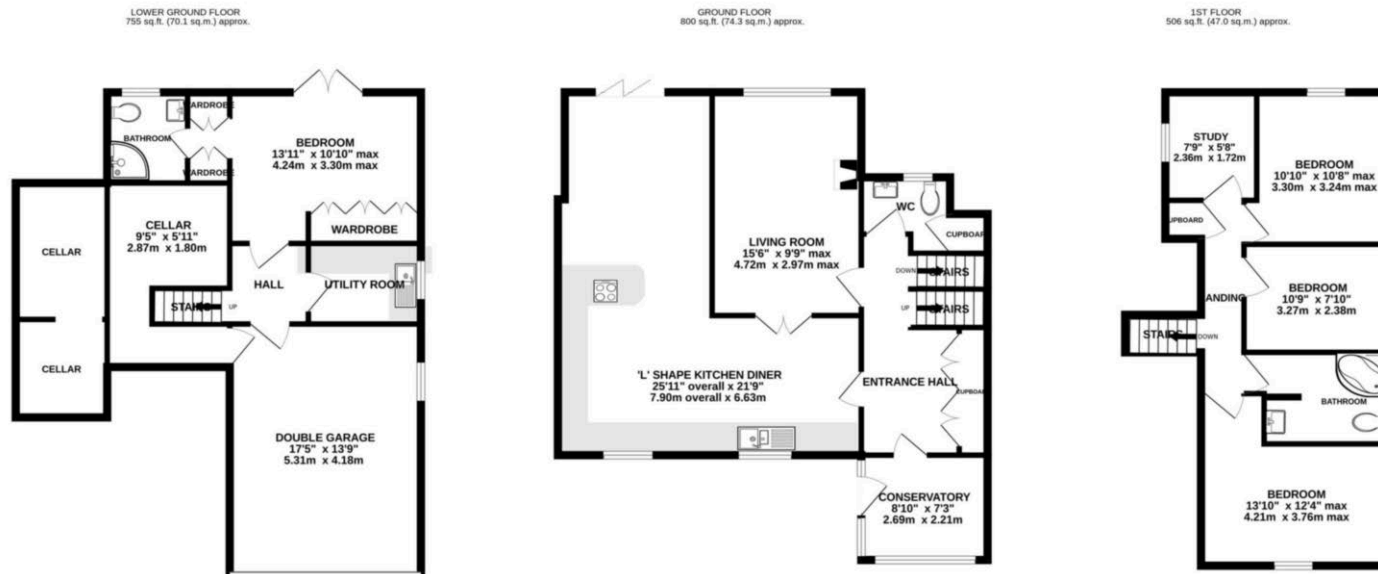 LOWER GROUND FLOOR
755 sq.ft. (70.1 sq.m.) approx.
WARDROBE
BATHROOM
WARDROBE
BEDROOM
13'11" x 10'10" max
4.24m x 3.30m max
WARDROBE
CELLAR
9'5" x 5'11"
2.87m x 1.80m
CELLAR
HALL
UTILITY ROOM
STAIRS
UP
CELLAR
DOUBLE GARAGE
17'5" x 13'9"
5.31m x 4.18m
GROUND FLOOR
800 sq.ft. (74.3 sq.m.) approx.
WC
CUPBOARD
LIVING ROOM
15'6" x 9'9" max
4.72m x 2.97m max
DOWN
STAIRS
UP
STAIRS
'L' SHAPE KITCHEN DINER
25'11" overall x 21'9"
7.90m overall x 6.63m
ENTRANCE HALL
CUPBOARD
CONSERVATORY
8'10" x 7'3"
2.69m x 2.21m
1ST FLOOR
506 sq.ft. (47.0 sq.m.) approx.
STUDY
7'9" x 5'8"
2.36m x 1.72m
BEDROOM
10'10" x 10'8" max
3.30m x 3.24m max
UPBOARD
BEDROOM
10'9" x 7'10"
3.27m x 2.38m
ANDING
STAIRS
DOWN
BATHROOM
BEDROOM
13'10" x 12'4" max
4.21m x 3.76m max